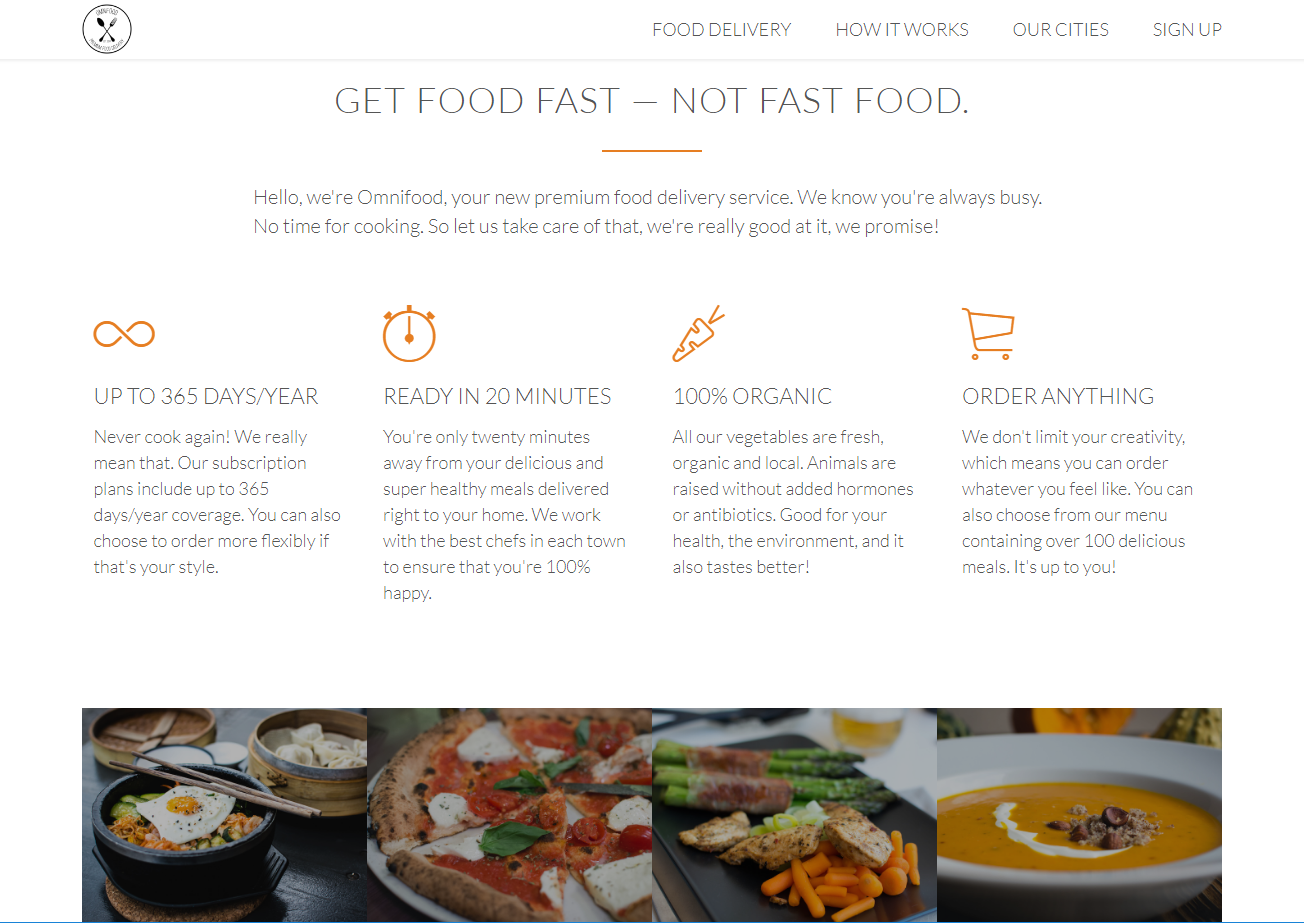 OMNIFOOD
PREMIUM FOOD DELIVERY
FOOD DELIVERY
HOW IT WORKS
OUR CITIES
SIGN UP
GET FOOD FAST — NOT FAST FOOD.
Hello, we're Omnifood, your new premium food delivery service. We know you're always busy.
No time for cooking. So let us take care of that, we're really good at it, we promise!
UP TO 365 DAYS/YEAR
Never cook again! We really
mean that. Our subscription
plans include up to 365
days/year coverage. You can also
choose to order more flexibly if
that's your style.
READY IN 20 MINUTES
You're only twenty minutes
away from your delicious and
super healthy meals delivered
right to your home. We work
with the best chefs in each town
to ensure that you're 100%
happy.
100% ORGANIC
All our vegetables are fresh,
organic and local. Animals are
raised without added hormones
or antibiotics. Good for your
health, the environment, and it
also tastes better!
ORDER ANYTHING
We don't limit your creativity,
which means you can order
whatever you feel like. You can
also choose from our menu
containing over 100 delicious
meals. It's up to you!